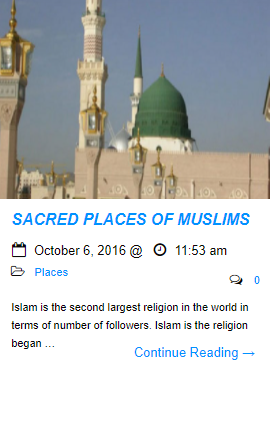 SACRED PLACES OF MUSLIMS
October 6, 2016 @ 11:53 am
Places
0
Islam is the second largest religion in the world in
terms of number of followers. Islam is the religion
began …
Continue Reading →